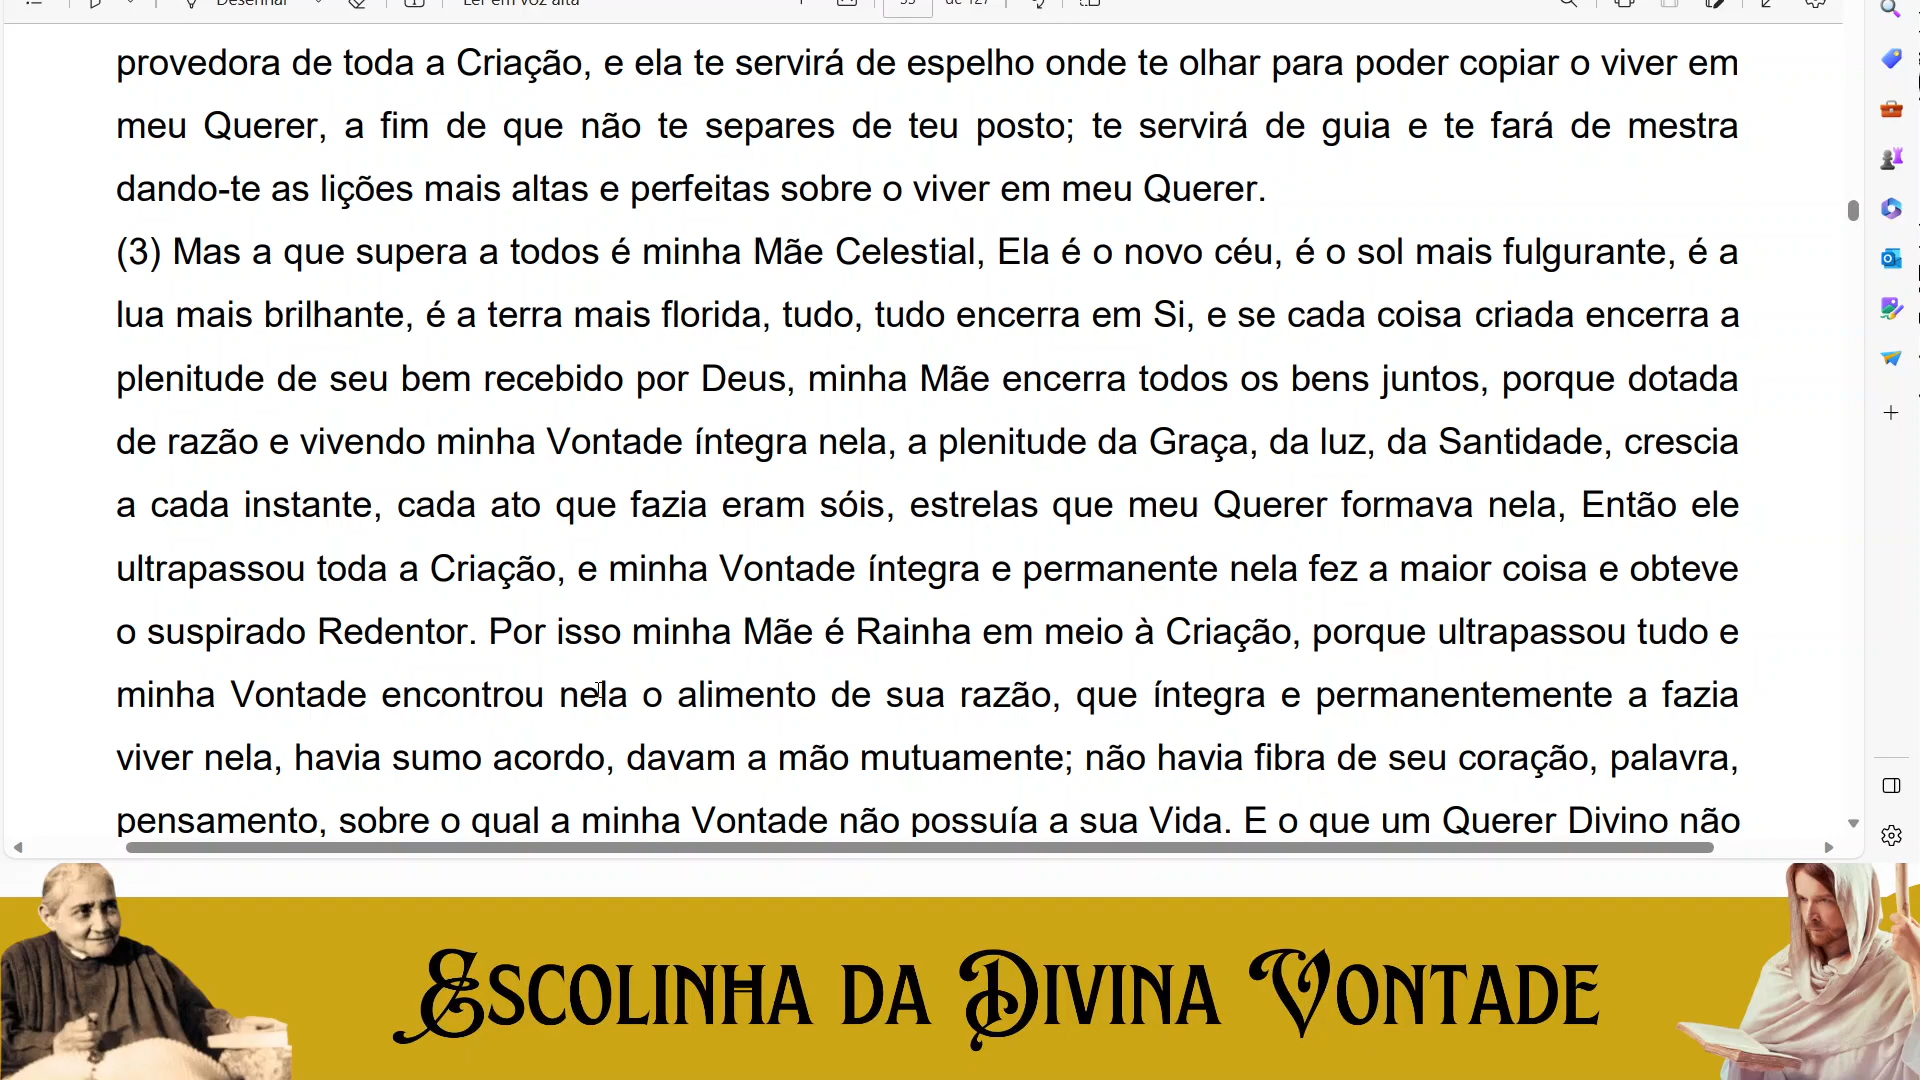 Desenhar Ler em voz alta de 127
provedora de toda a Criação, e ela te servirá de espelho onde te olhar para poder copiar o viver em
meu Querer, a fim de que não te separes de teu posto; te servirá de guia e te fará de mestra
dando-te as lições mais altas e perfeitas sobre o viver em meu Querer.
(3) Mas a que supera a todos é minha Mãe Celestial, Ela é o novo céu, é o sol mais fulgurante, é a
lua mais brilhante, é a terra mais florida, tudo, tudo encerra em Si, e se cada coisa criada encerra a
plenitude de seu bem recebido por Deus, minha Mãe encerra todos os bens juntos, porque dotada
de razão e vivendo minha Vontade íntegra nela, a plenitude da Graça, da luz, da Santidade, crescia
a cada instante, cada ato que fazia eram sóis, estrelas que meu Querer formava nela, Então ele
ultrapassou toda a Criação, e minha Vontade íntegra e permanente nela fez a maior coisa e obteve
o suspirado Redentor. Por isso minha Mãe é Rainha em meio à Criação, porque ultrapassou tudo e
minha Vontade encontrou nela o alimento de sua razão, que íntegra e permanentemente a fazia
viver nela, havia sumo acordo, davam a mão mutuamente; não havia fibra de seu coração, palavra,
pensamento, sobre o qual a minha Vontade não possuía a sua Vida. E o que um Querer Divino não
Escolinha da Divina Vontade